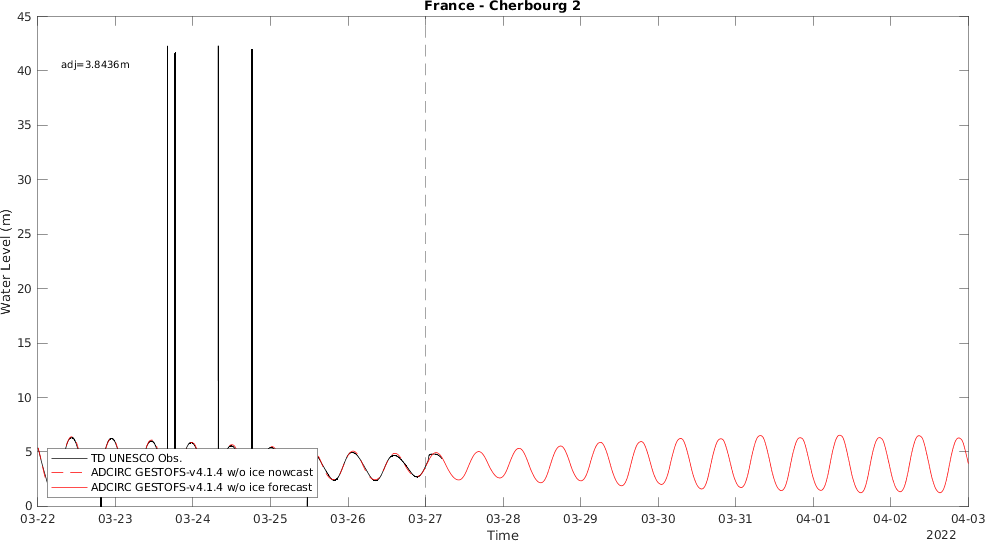 France - Cherbourg 2
45
40
35
30
25
20
15
10
5
0
Water Level (m)
adj=3.8436m
TD UNESCO Obs.
ADCIRC GESTOFS-v4.1.4 w/o ice nowcast
ADCIRC GESTOFS-v4.1.4 w/o ice forecast
03-22 03-23 03-24 03-25 03-26 03-27 03-28 03-29 03-30 03-31 04-01 04-02 04-03
Time
2022